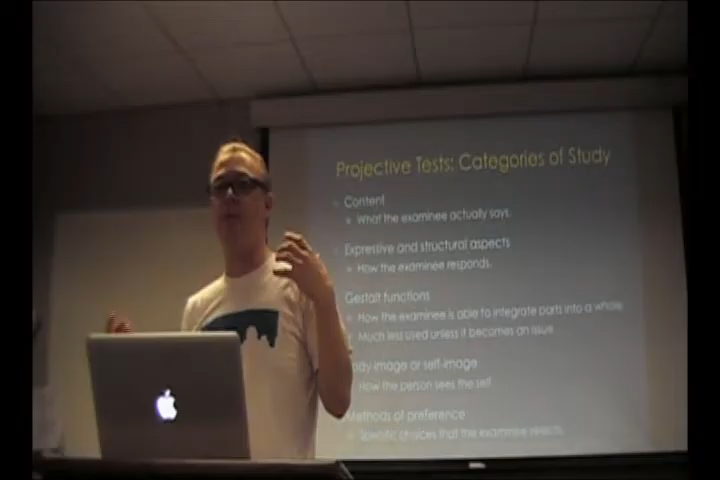 Projective Tests: Categories of Study
Content
What the examinee actually says.
Expressive and structural aspects
How the examinee responds.
Gestalt functions
How the examinee is able to integrate parts into a whole.
Much less used unless it becomes an issue
ody-image or self-image
How the person sees the self.
Methods of preference
Specific choices that the examinee selects.